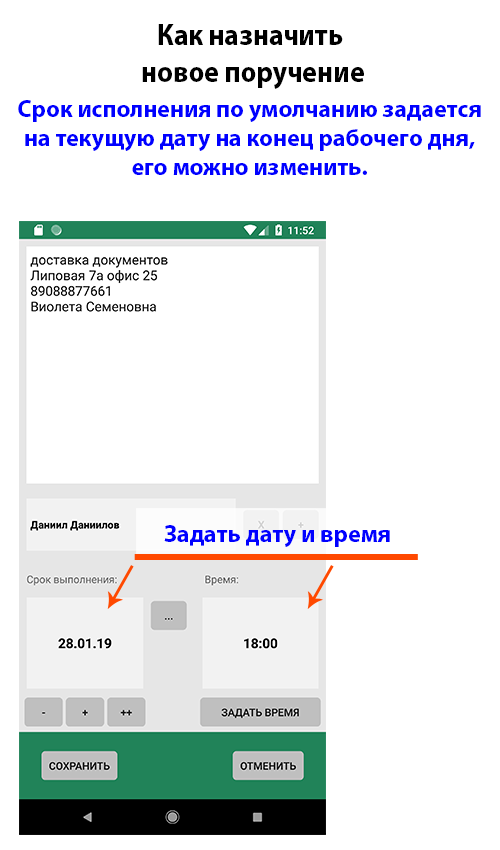 Как назначить
новое поручение
Срок исполнения по умолчанию задается
на текущую дату на конец рабочего дня,
его можно изменить.
11:52
доставка документов
Липовая 7а офис 25
89088877661
Виолета Семеновна
Даниил Даниилов
X +
Задать дату и время
Срок выполнения: Время:
28.01.19 ... 18:00
- + ++ ЗАДАТЬ ВРЕМЯ
СОХРАНИТЬ ОТМЕНИТЬ